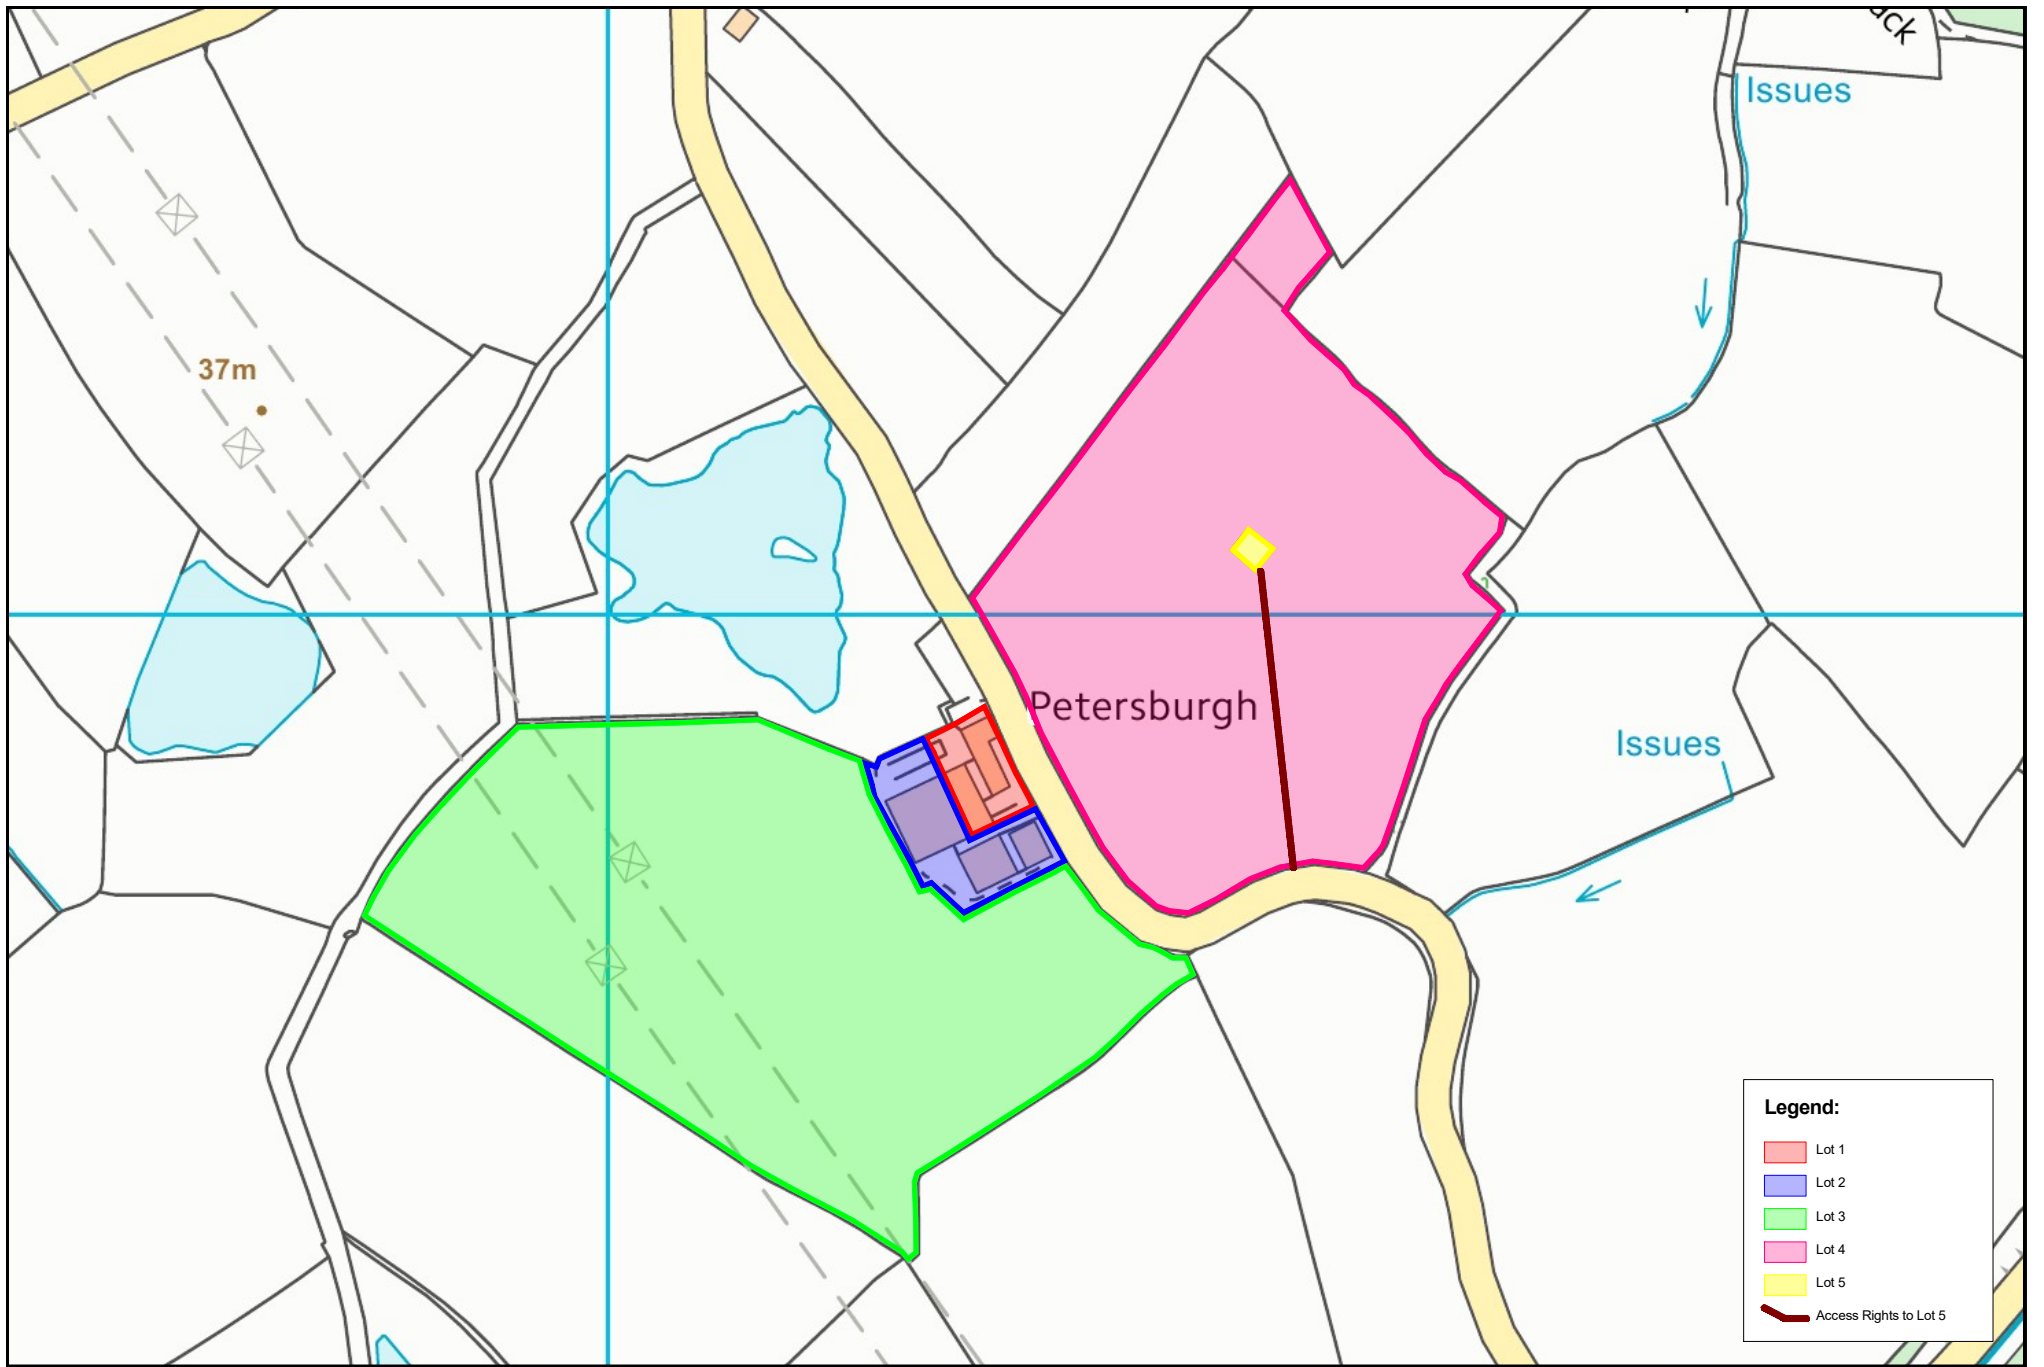 Issues
37m
Petersburgh
Issues
Legend:
Lot 1
Lot 2
Lot 3
Lot 4
Lot 5
Access Rights to Lot 5